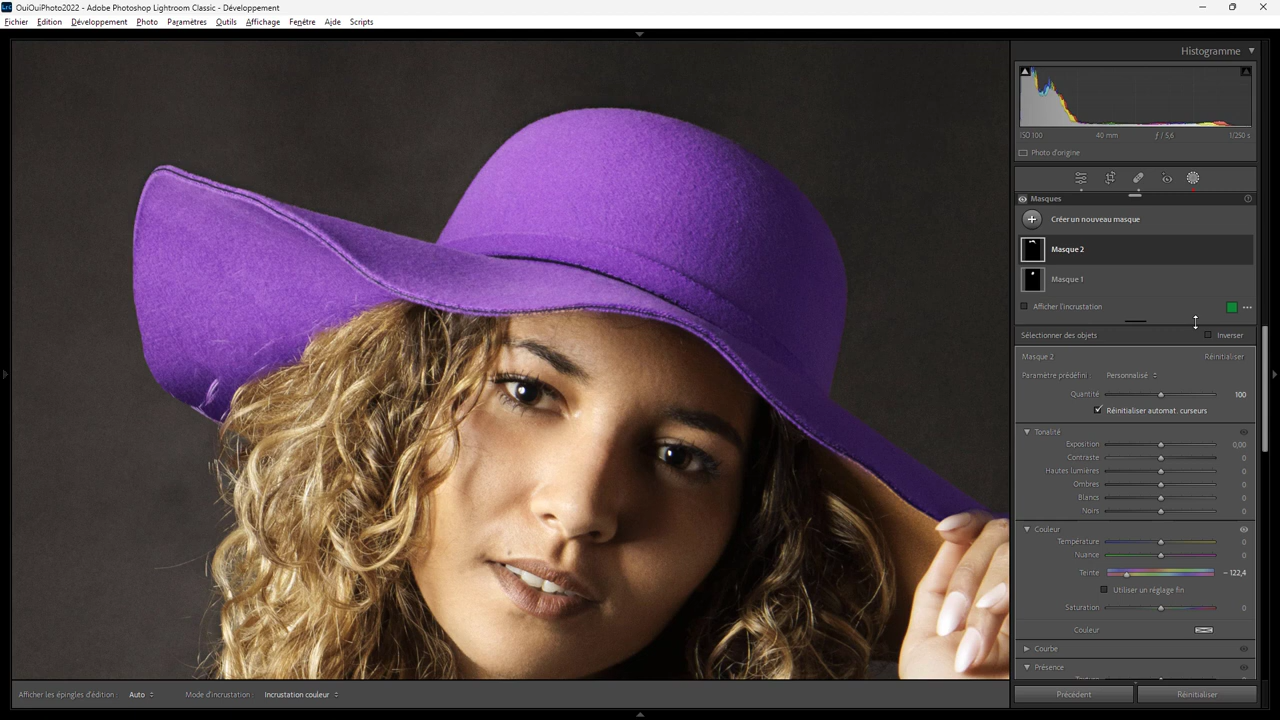 LrC OuiOuiPhoto2022 - Adobe Photoshop Lightroom Classic - Développement
Fichier Edition Développement Photo Paramètres Outils Affichage Fenêtre Aide Scripts
Histogramme
ISO 100 40 mm ƒ / 5,6 1/250 s
Photo d'origine
Masques
Créer un nouveau masque
Masque 2
Masque 1
Afficher l'incrustation
Sélectionner des objets Inverser
Masque 2 Réinitialiser
Paramètre prédéfini : Personnalisé
Quantité 100
Réinitialiser automat. curseurs
Tonalité
Exposition 0,00
Contraste 0
Hautes lumières 0
Ombres 0
Blancs 0
Noirs 0
Couleur
Température 0
Nuance 0
Teinte – 122,4
Utiliser un réglage fin
Saturation 0
Couleur
Courbe
Présence
Afficher les épingles d'édition : Auto Mode d'incrustation : Incrustation couleur
Précédent Réinitialiser